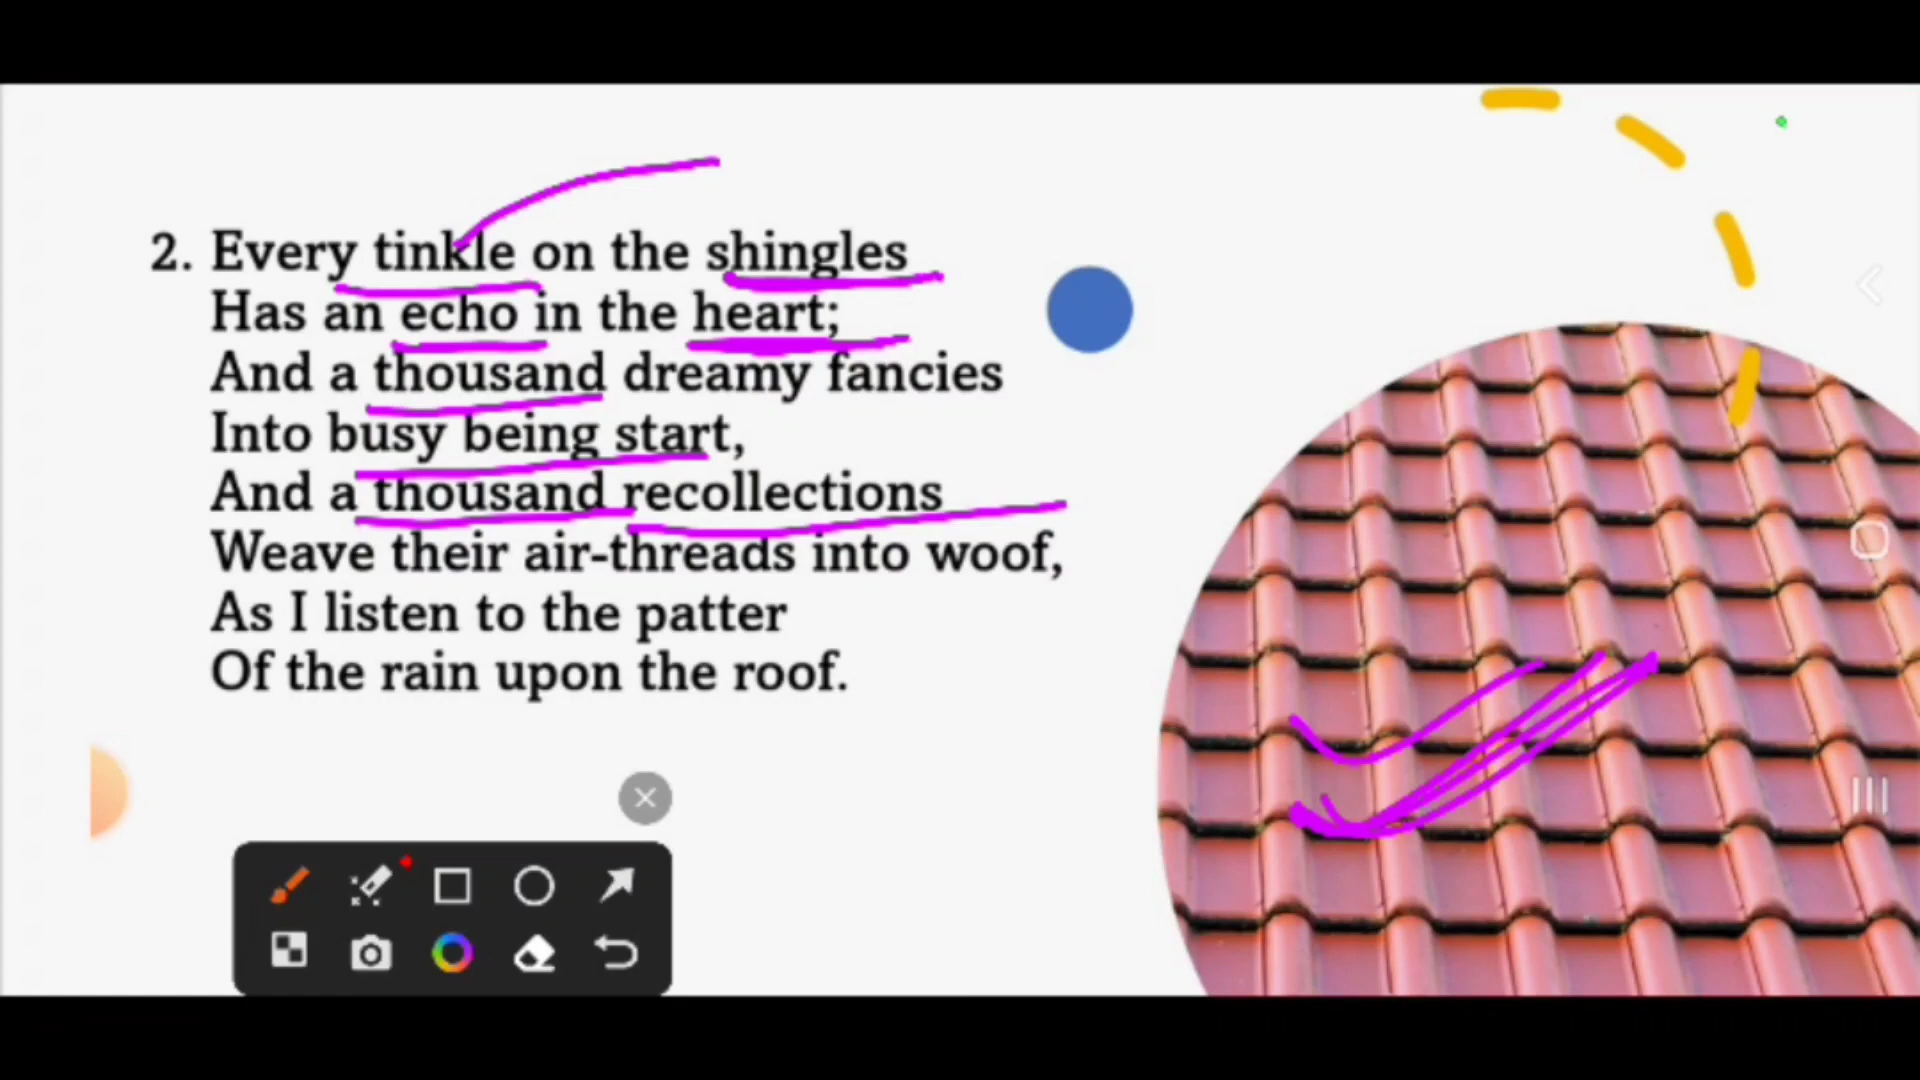 2. Every tinkle on the shingles
Has an echo in the heart;
And a thousand dreamy fancies
Into busy being start,
And a thousand recollections
Weave their air-threads into woof,
As I listen to the patter
Of the rain upon the roof.